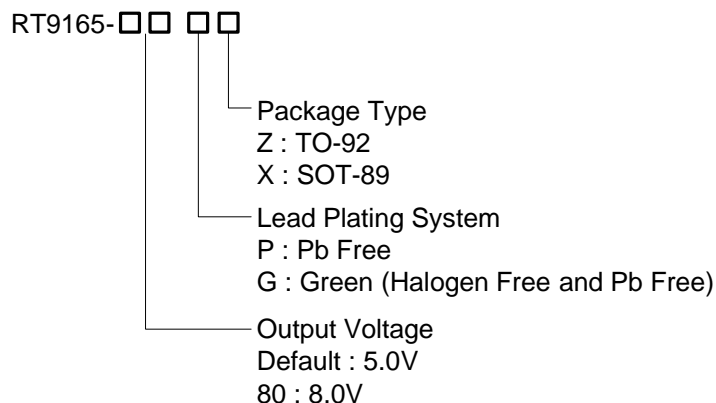 RT9165-□□ □□
Package Type
Z : TO-92
X : SOT-89
Lead Plating System
P : Pb Free
G : Green (Halogen Free and Pb Free)
Output Voltage
Default : 5.0V
80 : 8.0V